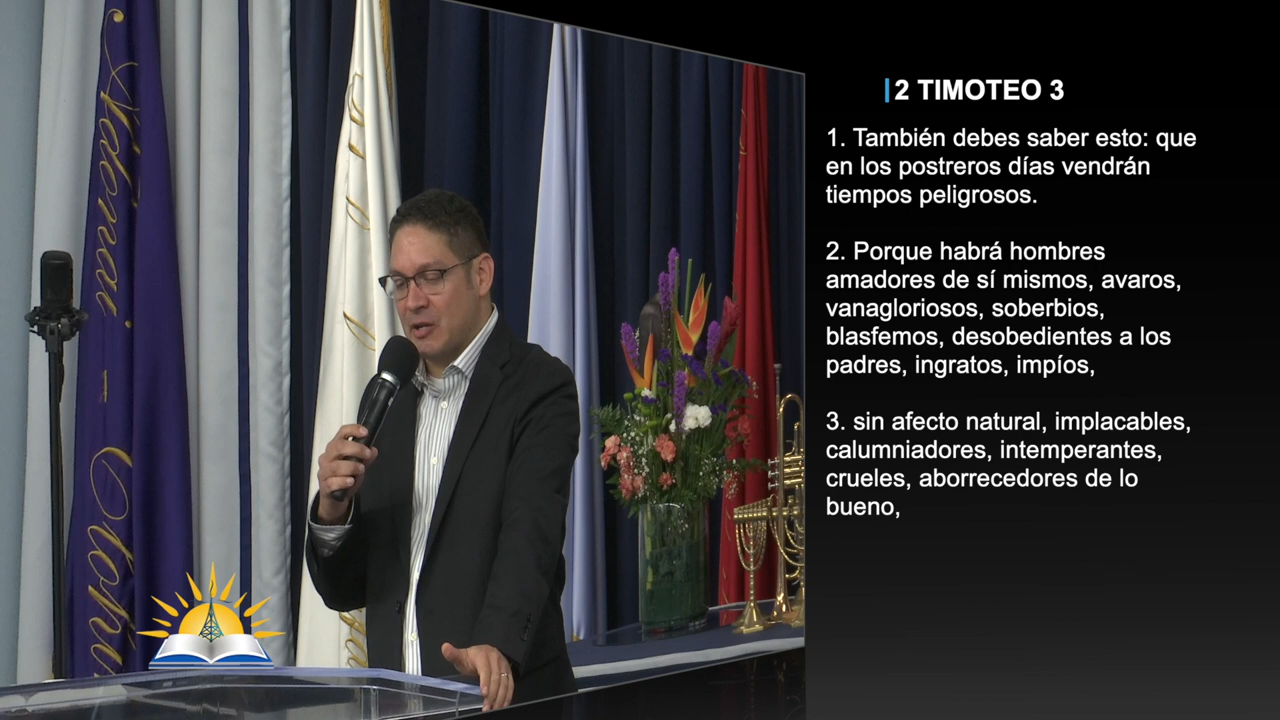 Adonai - Elohi
2 TIMOTEO 3
1. También debes saber esto: que
en los postreros días vendrán
tiempos peligrosos.
2. Porque habrá hombres
amadores de sí mismos, avaros,
vanagloriosos, soberbios,
blasfemos, desobedientes a los
padres, ingratos, impíos,
3. sin afecto natural, implacables,
calumniadores, intemperantes,
crueles, aborrecedores de lo
bueno,